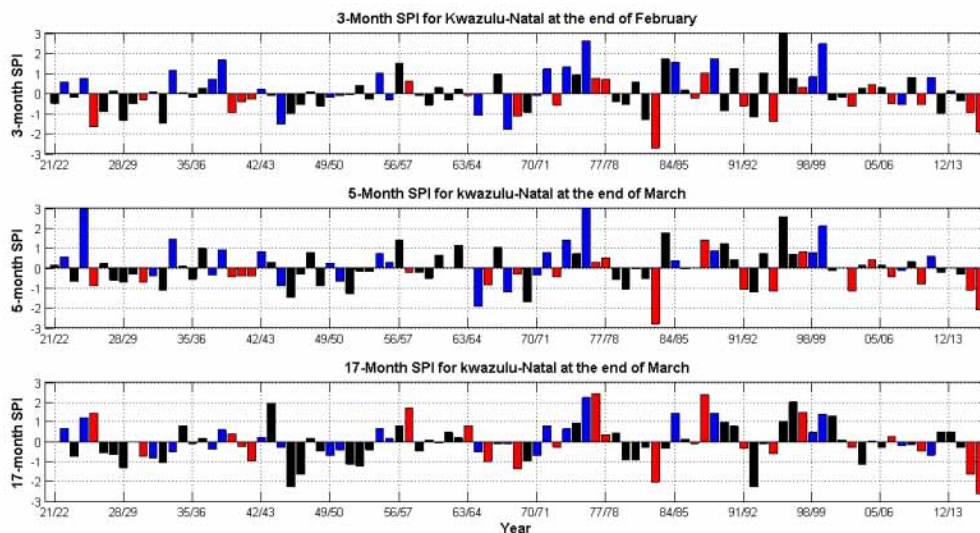 3-Month SPI for Kwazulu-Natal at the end of February
3-month SPI
3
2
1
0
-1
-2
-3
21/22 28/29 35/36 42/43 49/50 56/57 63/64 70/71 77/78 84/85 91/92 98/99 05/06 12/13
5-Month SPI for kwazulu-Natal at the end of March
5-month SPI
3
2
1
0
-1
-2
-3
21/22 28/29 35/36 42/43 49/50 56/57 63/64 70/71 77/78 84/85 91/92 98/99 05/06 12/13
17-Month SPI for kwazulu-Natal at the end of March
17-month SPI
3
2
1
0
-1
-2
-3
21/22 28/29 35/36 42/43 49/50 56/57 63/64 70/71 77/78 84/85 91/92 98/99 05/06 12/13
Year